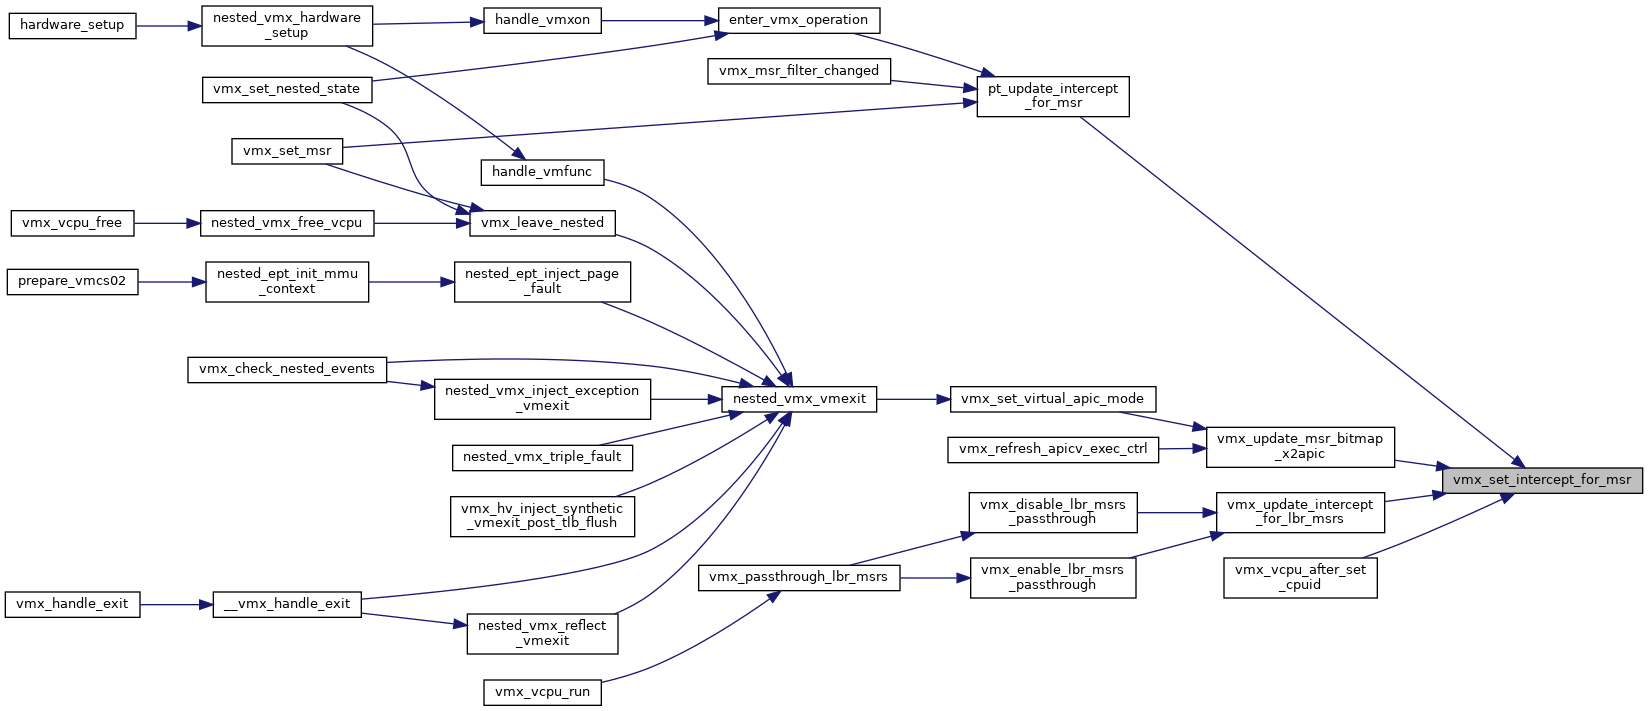 hardware_setup
nested_vmx_hardware
_setup
handle_vmxon
enter_vmx_operation
vmx_msr_filter_changed
pt_update_intercept
_for_msr
vmx_set_nested_state
vmx_set_msr
handle_vmfunc
vmx_vcpu_free
nested_vmx_free_vcpu
vmx_leave_nested
prepare_vmcs02
nested_ept_init_mmu
_context
nested_ept_inject_page
_fault
vmx_check_nested_events
nested_vmx_inject_exception
_vmexit
nested_vmx_vmexit
vmx_set_virtual_apic_mode
vmx_refresh_apicv_exec_ctrl
vmx_update_msr_bitmap
_x2apic
nested_vmx_triple_fault
vmx_set_intercept_for_msr
vmx_hv_inject_synthetic
_vmexit_post_tlb_flush
vmx_disable_lbr_msrs
_passthrough
vmx_update_intercept
_for_lbr_msrs
vmx_passthrough_lbr_msrs
vmx_enable_lbr_msrs
_passthrough
vmx_vcpu_after_set
_cpuid
vmx_handle_exit
__vmx_handle_exit
nested_vmx_reflect
_vmexit
vmx_vcpu_run